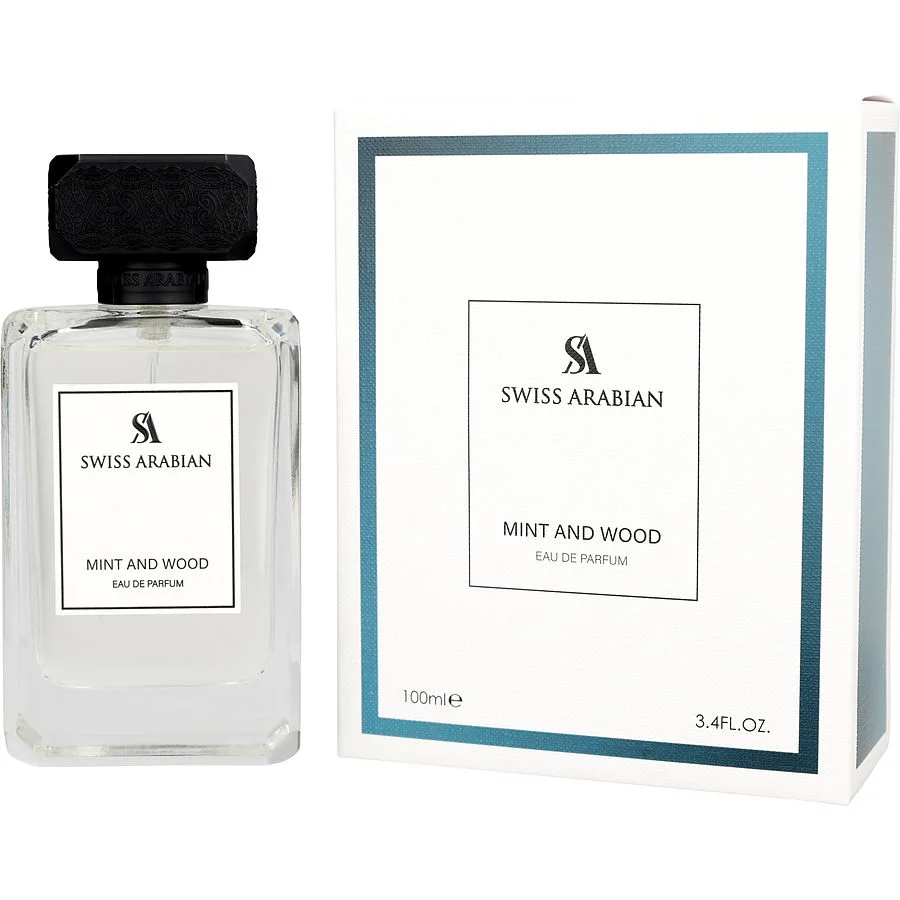 SWISS ARABIAN
SA
SWISS ARABIAN
MINT AND WOOD
EAU DE PARFUM
SA
SWISS ARABIAN
MINT AND WOOD
EAU DE PARFUM
100ml℮
3.4FL.OZ.